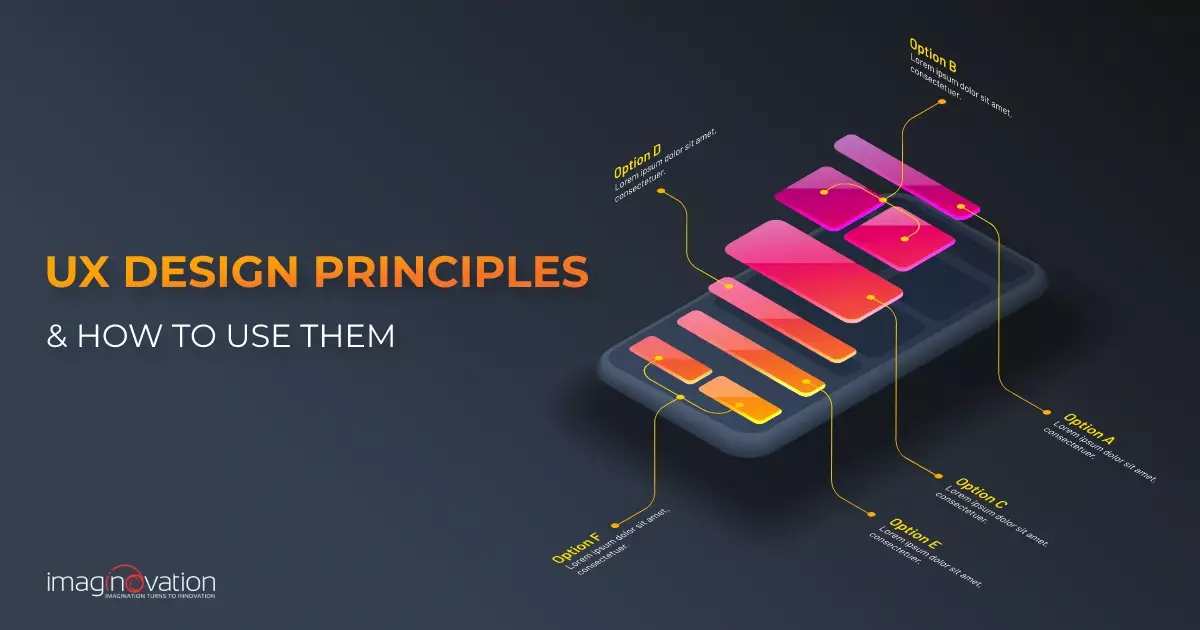 UX DESIGN PRINCIPLES
& HOW TO USE THEM
Option B
Lorem ipsum dolor sit amet,
consectetuer.
Option D
Lorem ipsum dolor sit amet,
consectetuer.
Option A
Lorem ipsum dolor sit amet,
consectetuer.
Option C
Lorem ipsum dolor sit amet,
consectetuer.
Option E
Lorem ipsum dolor sit amet,
consectetuer.
Option F
Lorem ipsum dolor sit amet,
consectetuer
imaginovation
IMAGINATION TURNS TO INNOVATION